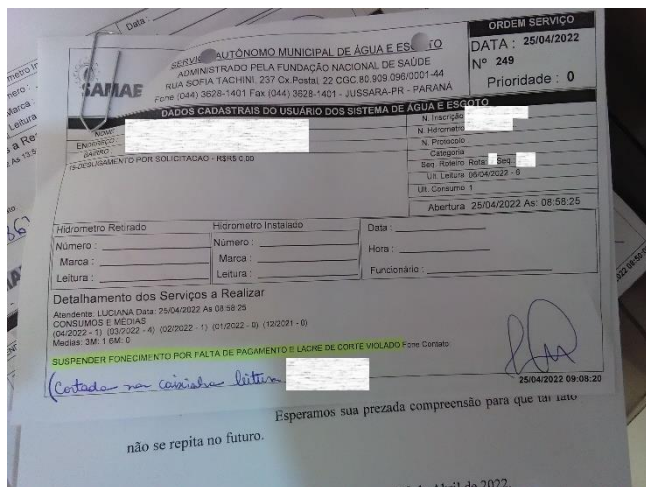 Data:
ORDEM SERVIÇO
DATA : 25/04/2022
Nº 249
Prioridade : 0
SAMAE
SERVIÇO AUTÔNOMO MUNICIPAL DE ÁGUA E ESGOTO
ADMINISTRADO PELA FUNDAÇÃO NACIONAL DE SAÚDE
RUA SOFIA TACHINI, 237 Cx.Postal, 22 CGC.80.909.096/0001-44
Fone (044) 3628-1401 Fax (044) 3628-1401 - JUSSARA-PR - PARANÁ
DADOS CADASTRAIS DO USUÁRIO DOS SISTEMA DE ÁGUA E ESGOTO
NOME
ENDEREÇO
BAIRRO
15-DESLIGAMENTO POR SOLICITACAO - R$R$ 0,00
N. Inscrição
N. Hidrometro
N. Protocolo
Categoria
Seq. Roteiro Rota: Seq.
Ult. Leitura 06/04/2022 - 6
Ult. Consumo 1
Abertura 25/04/2022 As: 08:58:25
Hidrometro Retirado
Número :
Marca :
Leitura :
Hidrometro Instalado
Número :
Marca :
Leitura :
Data :
Hora :
Funcionário :
Detalhamento dos Serviços a Realizar
Atendente: LUCIANA Data: 25/04/2022 As 08:58:25
CONSUMOS E MÉDIAS
(04/2022 - 1) (03/2022 - 4) (02/2022 - 1) (01/2022 - 0) (12/2021 - 0)
Medias: 3M: 1 6M: 0
SUSPENDER FONECIMENTO POR FALTA DE PAGAMENTO E LACRE DE CORTE VIOLADO Fone Contato:
(Cortada na caixinha leitura
25/04/2022 09:08:20
Esperamos sua prezada compreensão para que tal fato
não se repita no futuro.
de Abril de 2022.